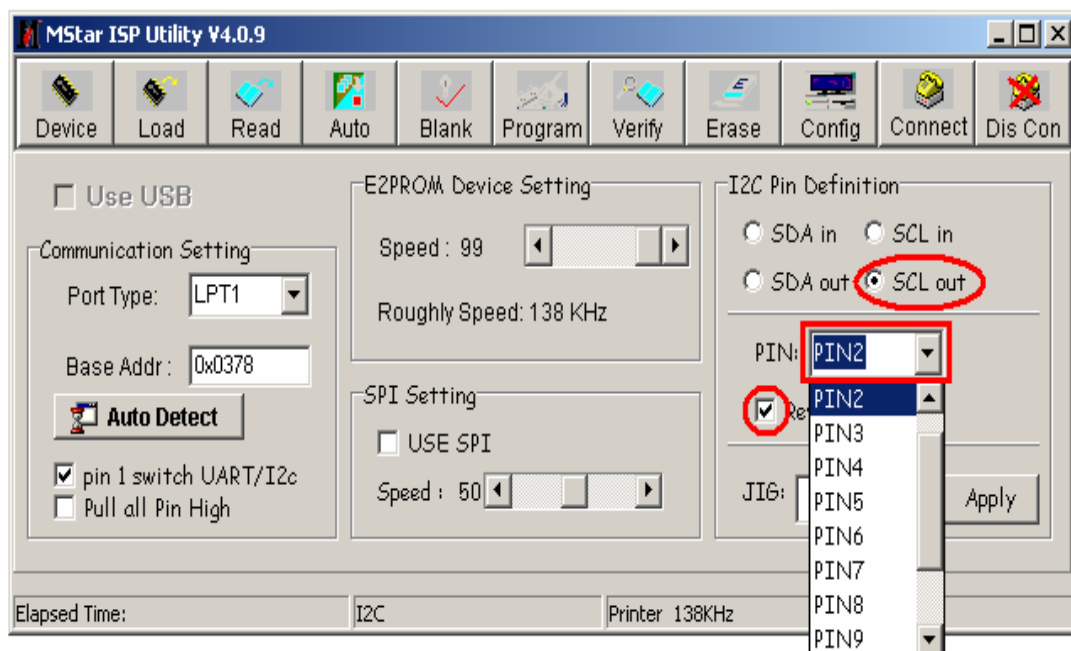 MStar ISP Utility V4.0.9
Device Load Read Auto Blank Program Verify Erase Config Connect Dis Con
Use USB
Communication Setting
Port Type: LPT1
Base Addr : 0x0378
Auto Detect
pin 1 switch UART/I2c
Pull all Pin High
E2PROM Device Setting
Speed : 99
Roughly Speed: 138 KHz
SPI Setting
USE SPI
Speed : 50
I2C Pin Definition
SDA in SCL in
SDA out SCL out
PIN: PIN2
PIN2
PIN3
PIN4
PIN5
PIN6
PIN7
PIN8
PIN9
JIG:
Apply
Elapsed Time: I2C Printer 138KHz